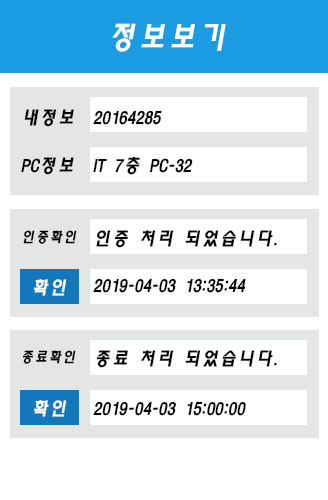 정보보기
내정보 20164285
PC정보 IT 7층 PC-32
인증확인 인증 처리 되었습니다.
확인 2019-04-03 13:35:44
종료확인 종료 처리 되었습니다.
확인 2019-04-03 15:00:00